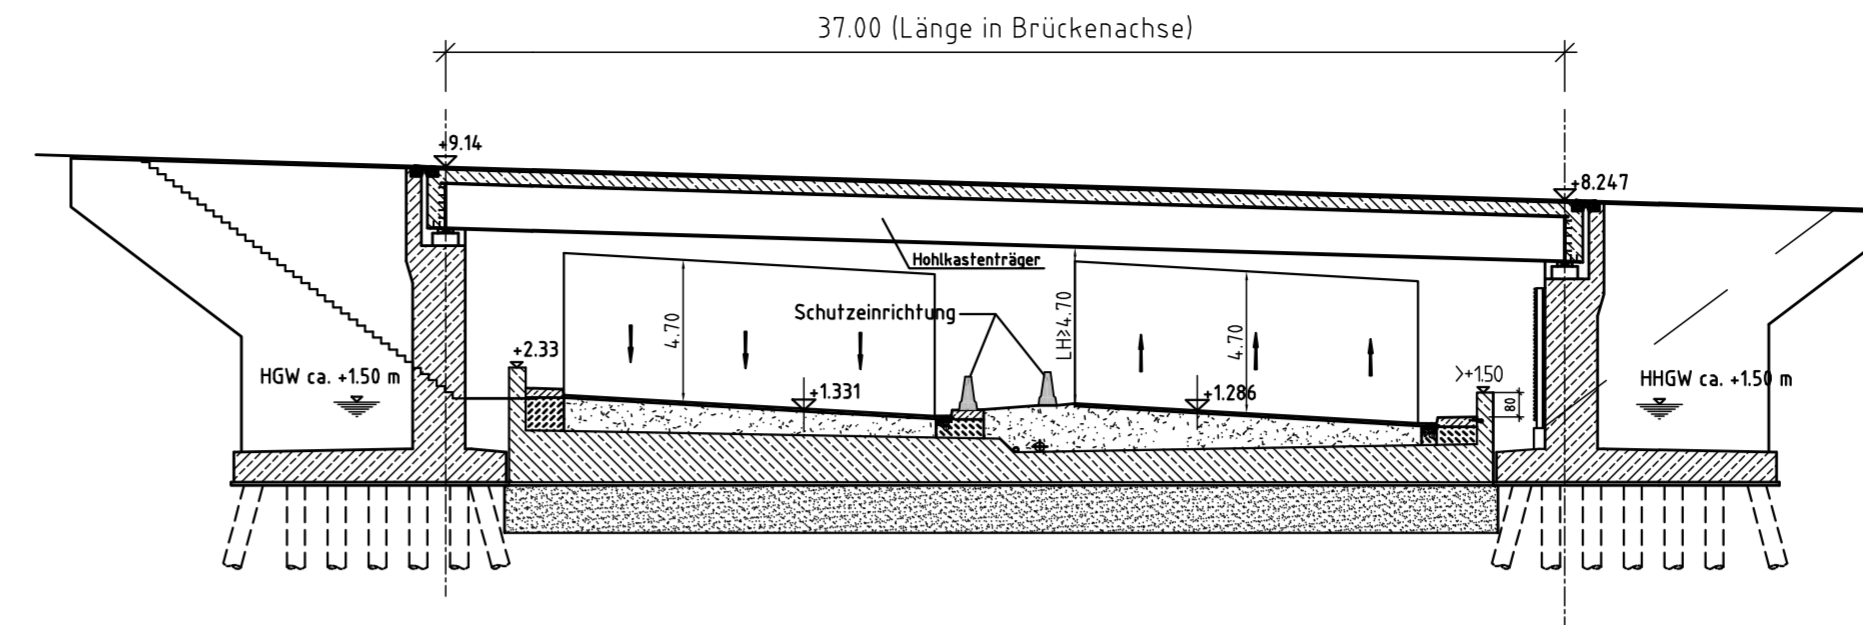 37.00 (Länge in Brückenachse)
+9.14
+8.247
Hohlkastenträger
Schutzeinrichtung
4.70
LH≥4.70
4.70
+2.33
HGW ca. +1.50 m
+1.331
+1.286
>+1.50
80
HHGW ca. +1.50 m